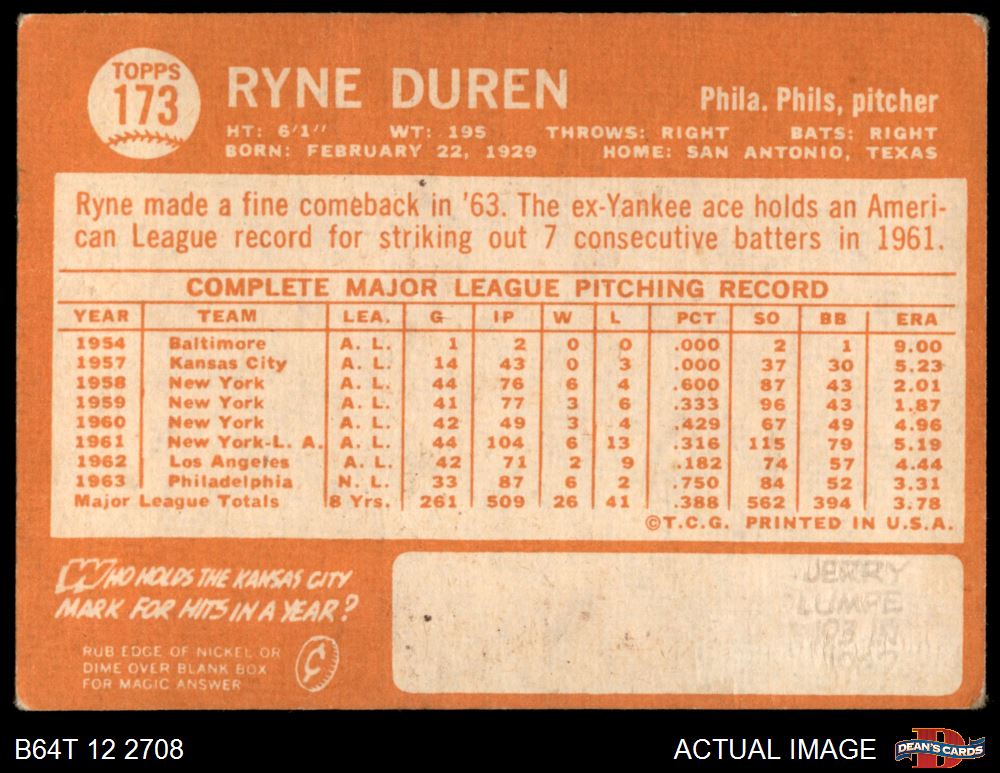 TOPPS
173
RYNE DUREN
Phila. Phils, pitcher
HT: 6'1" WT: 195 THROWS: RIGHT BATS: RIGHT
BORN: FEBRUARY 22, 1929 HOME: SAN ANTONIO, TEXAS
Ryne made a fine comeback in '63. The ex-Yankee ace holds an Ameri-
can League record for striking out 7 consecutive batters in 1961.
COMPLETE MAJOR LEAGUE PITCHING RECORD
YEAR TEAM LEA. G IP W L PCT SO BB ERA
1954 Baltimore A. L. 1 2 0 0 .000 2 1 9.00
1957 Kansas City A. L. 14 43 0 3 .000 37 30 5.23
1958 New York A. L. 44 76 6 4 .600 87 43 2.01
1959 New York A. L. 41 77 3 6 .333 96 43 1.87
1960 New York A. L. 42 49 3 4 .429 67 49 4.96
1961 New York-L. A. A. L. 44 104 6 13 .316 115 79 5.19
1962 Los Angeles A. L. 42 71 2 9 .182 74 57 4.44
1963 Philadelphia N. L. 33 87 6 2 .750 84 52 3.31
Major League Totals 8 Yrs. 261 509 26 41 .388 562 394 3.78
©T.C.G. PRINTED IN U.S.A.
WHO HOLDS THE KANSAS CITY
MARK FOR HITS IN A YEAR?
RUB EDGE OF NICKEL OR
DIME OVER BLANK BOX
FOR MAGIC ANSWER
JERRY
LUMPE
IN
B64T 12 2708
ACTUAL IMAGE
D
DEAN'S CARDS